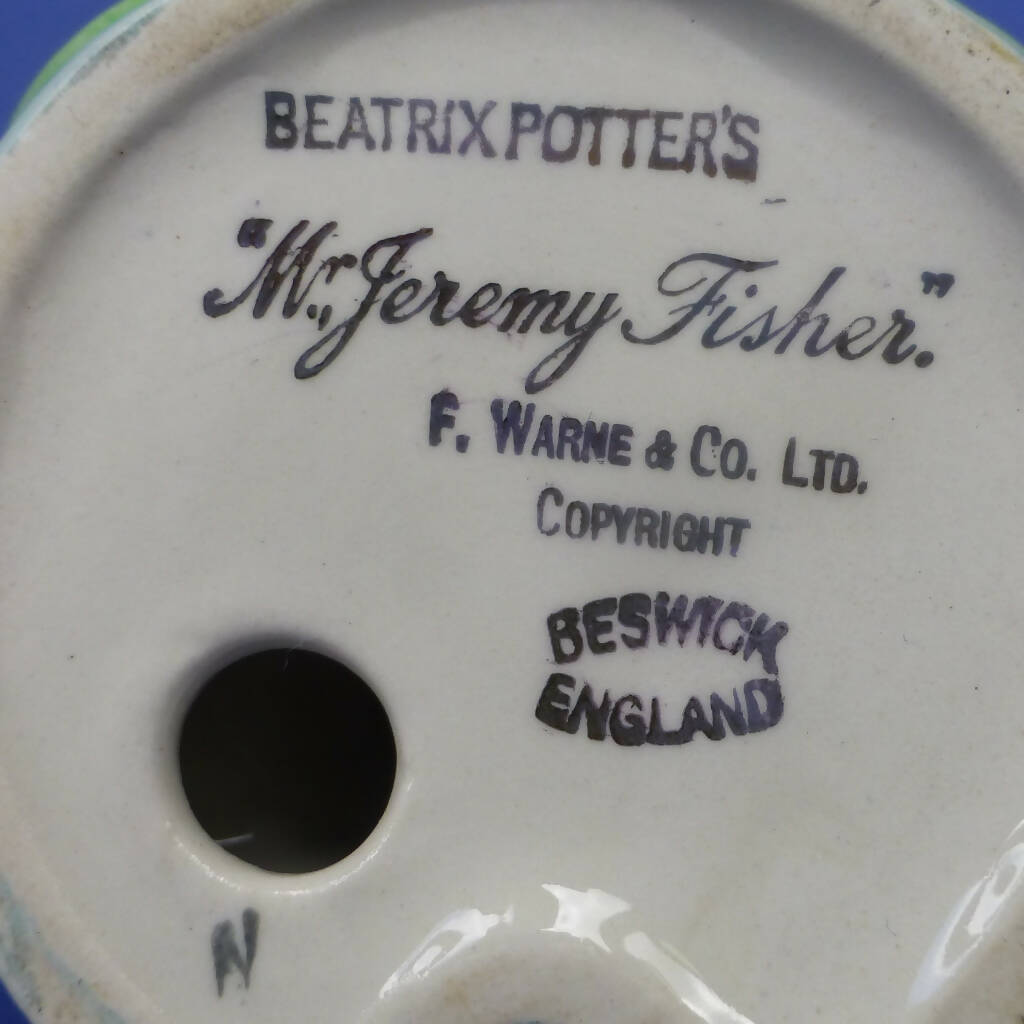 BEATRIX POTTER'S
"Mr. Jeremy Fisher."
F. WARNE & CO. LTD.
COPYRIGHT
BESWICK
ENGLAND
N